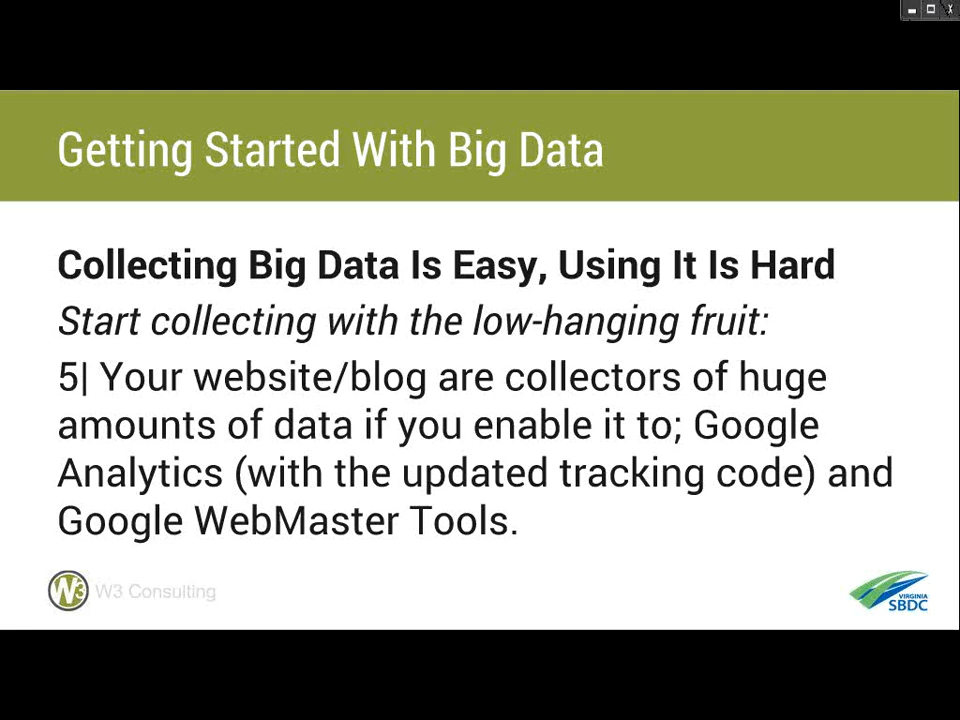 Getting Started With Big Data
Collecting Big Data Is Easy, Using It Is Hard
Start collecting with the low-hanging fruit:
5| Your website/blog are collectors of huge
amounts of data if you enable it to; Google
Analytics (with the updated tracking code) and
Google WebMaster Tools.
W3 W3 Consulting
VIRGINIA
SBDC